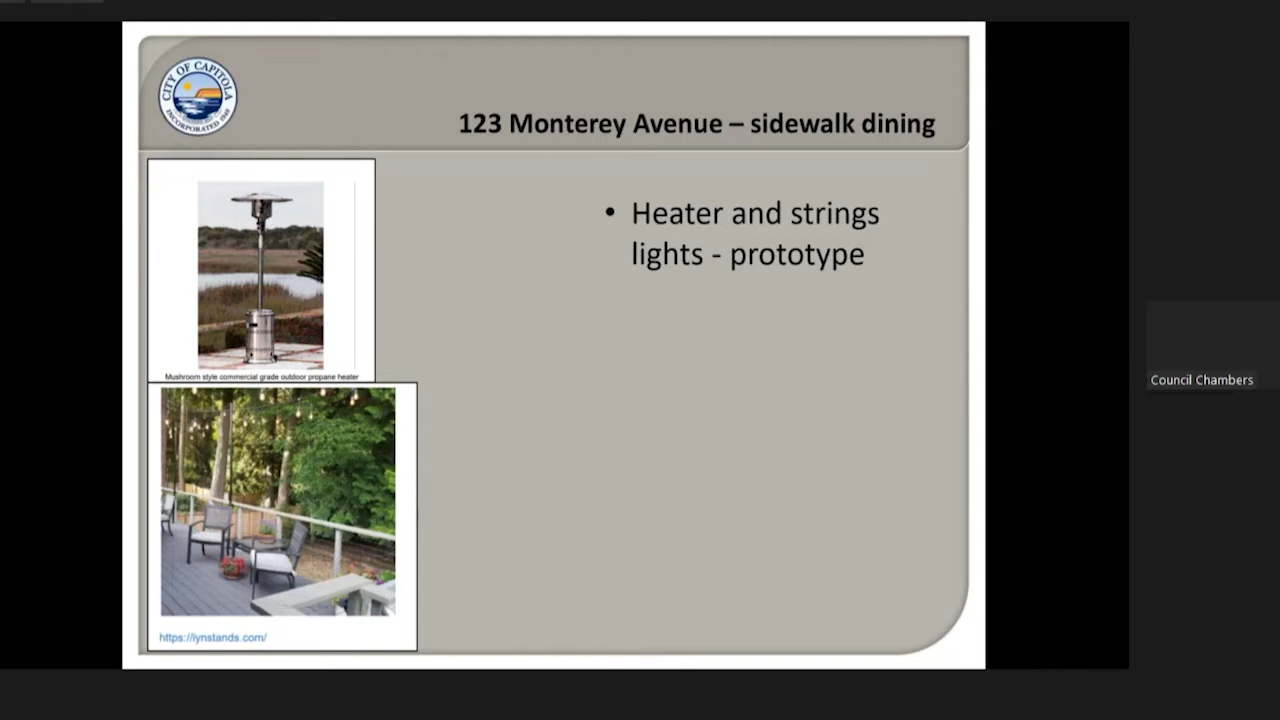 CITY OF CAPITOLA
INCORPORATED 1949
123 Monterey Avenue – sidewalk dining
• Heater and strings
lights - prototype
Mushroom style commercial grade outdoor propane heater
https://iynstands.com/
Council Chambers